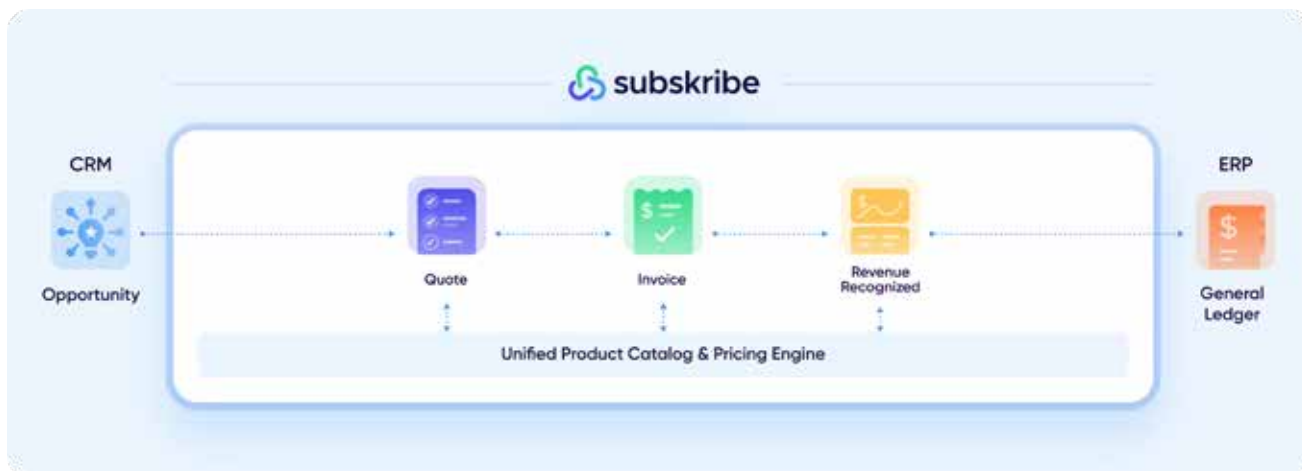 subskribe
CRM
Opportunity
Quote
$
Invoice
$
Revenue
Recognized
ERP
$
General
Ledger
Unified Product Catalog & Pricing Engine